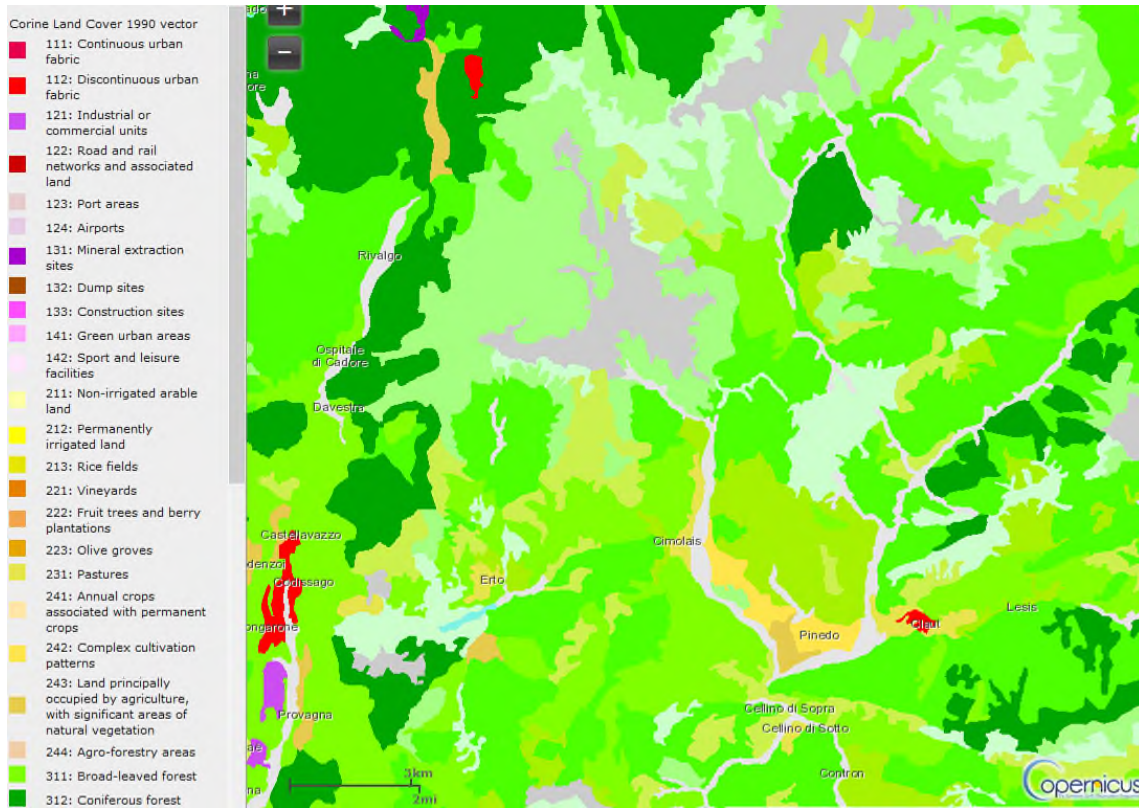 Corine Land Cover 1990 vector
111: Continuous urban
fabric
112: Discontinuous urban
fabric
121: Industrial or
commercial units
122: Road and rail
networks and associated
land
123: Port areas
124: Airports
131: Mineral extraction
sites
132: Dump sites
133: Construction sites
141: Green urban areas
142: Sport and leisure
facilities
211: Non-irrigated arable
land
212: Permanently
irrigated land
213: Rice fields
221: Vineyards
222: Fruit trees and berry
plantations
223: Olive groves
231: Pastures
241: Annual crops
associated with permanent
crops
242: Complex cultivation
patterns
243: Land principally
occupied by agriculture,
with significant areas of
natural vegetation
244: Agro-forestry areas
311: Broad-leaved forest
312: Coniferous forest
+
−
Rivalgo
Ospitale
di Cadore
Davestra
Castellavazzo
Codissago
Erto
Cimolais
Pinedo
Claut
Lesis
Provagna
Cellino di Sopra
Cellino di Sotto
Contron
3km
2mi
Copernicus